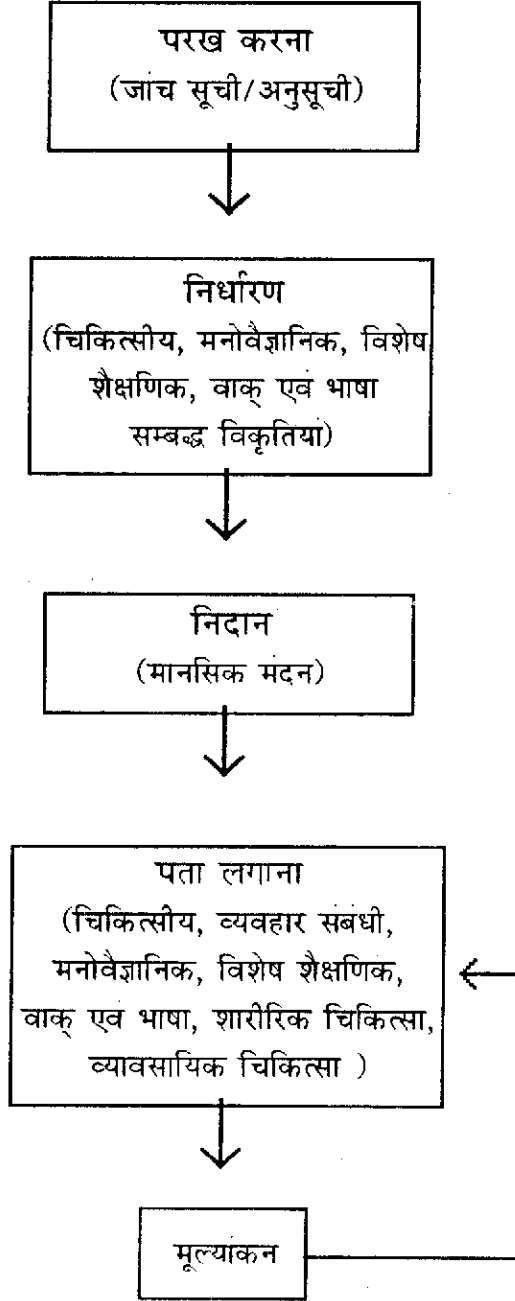 परख करना
(जांच सूची/अनुसूची)
निर्धारण
(चिकित्सीय, मनोवैज्ञानिक, विशेष
शैक्षणिक, वाक् एवं भाषा
सम्बद्ध विकृतियां)
निदान
(मानसिक मंदन)
पता लगाना
(चिकित्सीय, व्यवहार संबंधी,
मनोवैज्ञानिक, विशेष शैक्षणिक,
वाक् एवं भाषा, शारीरिक चिकित्सा,
व्यावसायिक चिकित्सा )
मूल्यांकन